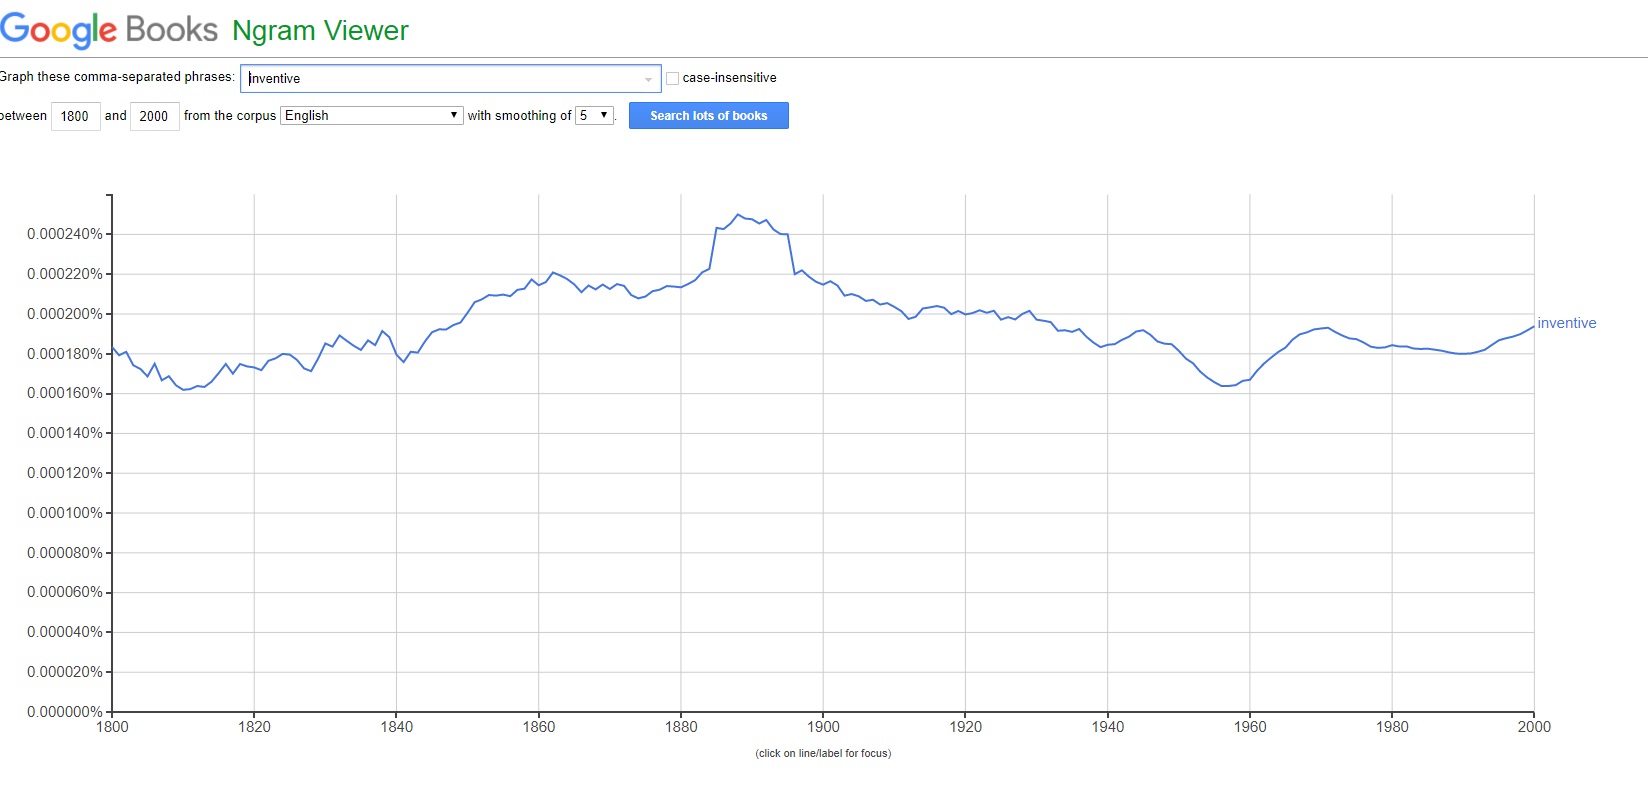 Google Books Ngram Viewer
Graph these comma-separated phrases: inventive case-insensitive
between 1800 and 2000 from the corpus English with smoothing of 5 . Search lots of books
0.000240%
0.000220%
0.000200%
inventive
0.000180%
0.000160%
0.000140%
0.000120%
0.000100%
0.000080%
0.000060%
0.000040%
0.000020%
0.000000%
1800 1820 1840 1860 1880 1900 1920 1940 1960 1980 2000
(click on line/label for focus)